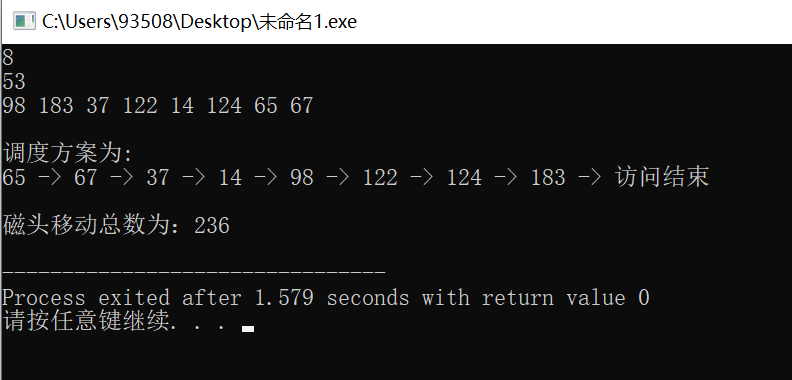 C:\Users\93508\Desktop\未命名1.exe
8
53
98 183 37 122 14 124 65 67
调度方案为:
65 -> 67 -> 37 -> 14 -> 98 -> 122 -> 124 -> 183 -> 访问结束
磁头移动总数为：236
--------------------------------
Process exited after 1.579 seconds with return value 0
请按任意键继续. . .